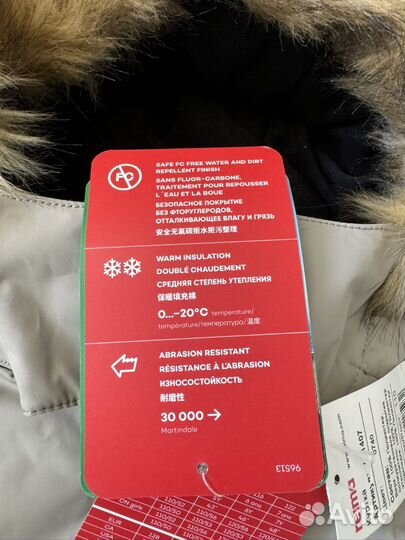 FC
SAFE FC FREE WATER AND DIRT
REPELLENT FINISH
SANS FLUOR-CARBONE,
TRAITEMENT POUR REPOUSSER
L´EAU ET LA BOUE
БЕЗОПАСНОЕ ПОКРЫТИЕ
БЕЗ ФТОРУГЛЕРОДОВ,
ОТТАЛКИВАЮЩЕЕ ВЛАГУ И ГРЯЗЬ
安全无氟碳拒水拒污整理
WARM INSULATION
DOUBLÉ CHAUDEMENT
СРЕДНЯЯ СТЕПЕНЬ УТЕПЛЕНИЯ
保暖填充棉
0...-20°C temperature/
température/температура/温度
ABRASION RESISTANT
RÉSISTANCE À L'ABRASION
ИЗНОСОСТОЙКОСТЬ
耐磨性
30 000 →
Martindale
96513
reima
Avito